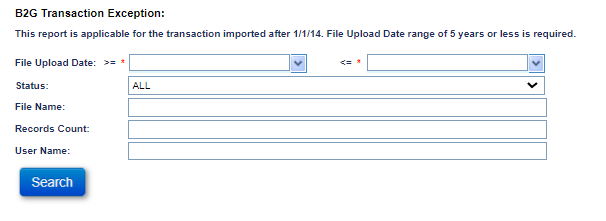 B2G Transaction Exception:
This report is applicable for the transaction imported after 1/1/14. File Upload Date range of 5 years or less is required.
File Upload Date: >= * <= *
Status: ALL
File Name:
Records Count:
User Name:
Search